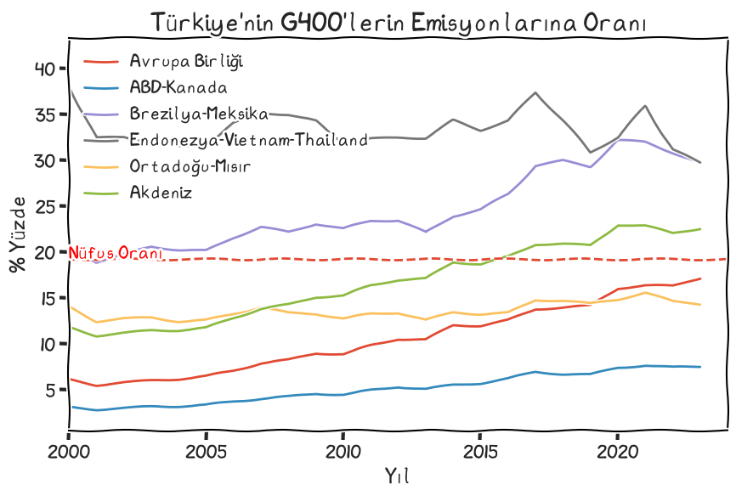 Türkiye'nin G400'lerin Emisyonlarına Oranı
% Yüzde
40
35
30
25
20
15
10
5
Avrupa Birliği
ABD-Kanada
Brezilya-Meksika
Endonezya-Vietnam-Thailand
Ortadoğu-Mısır
Akdeniz
Nüfus Oranı
2000
2005
2010
2015
2020
Yıl